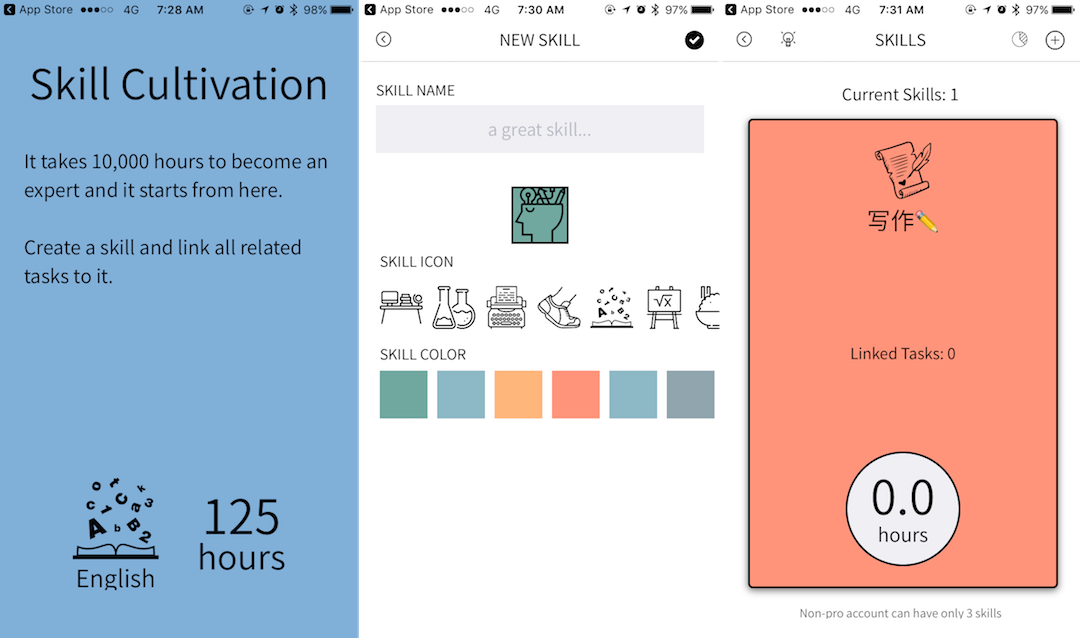 App Store 4G 7:28 AM 98%
Skill Cultivation
It takes 10,000 hours to become an
expert and it starts from here.
Create a skill and link all related
tasks to it.
English
125
hours
App Store 4G 7:30 AM 97%
NEW SKILL
SKILL NAME
a great skill...
SKILL ICON
SKILL COLOR
App Store 4G 7:31 AM 97%
SKILLS
Current Skills: 1
写作✏️
Linked Tasks: 0
0.0
hours
Non-pro account can have only 3 skills